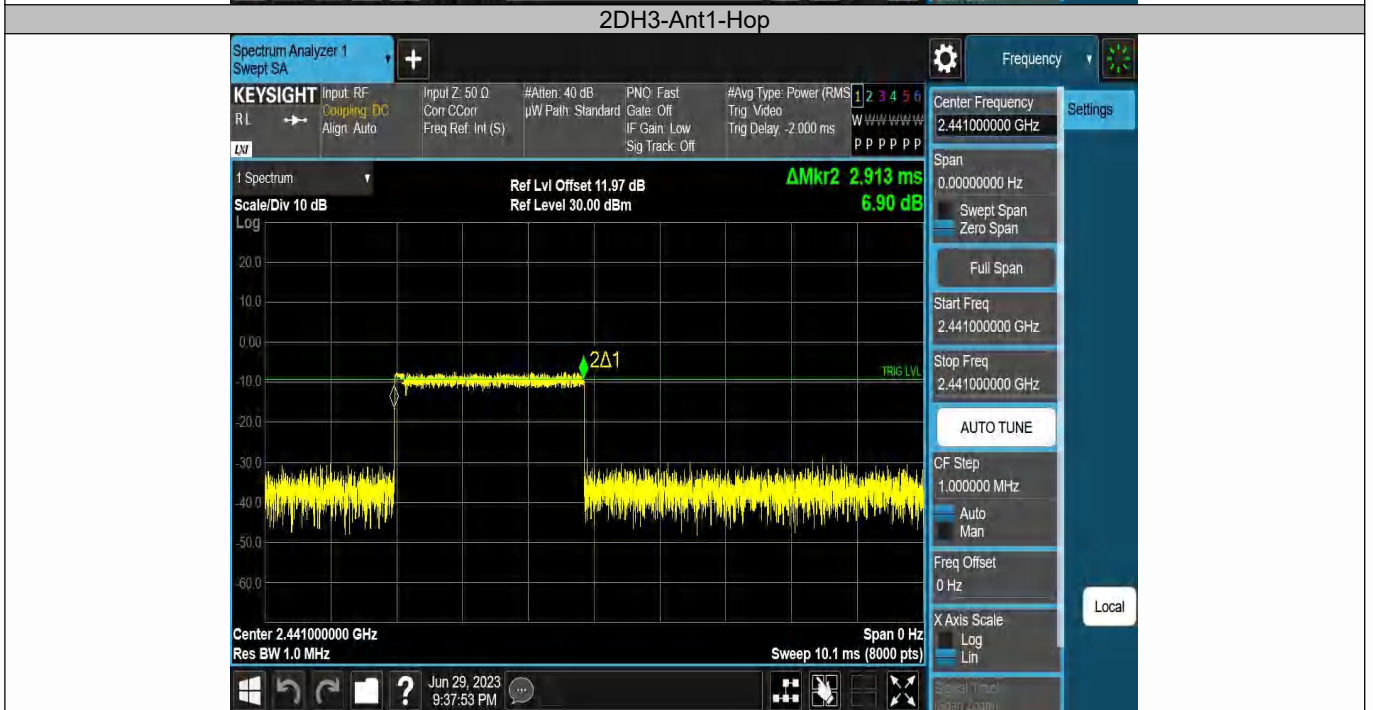 2DH3-Ant1-Hop
Spectrum Analyzer 1
Swept SA
+
Frequency
KEYSIGHT
RL
LXI
Input: RF
Coupling: DC
Align: Auto
Input Z: 50 Ω
Corr CCorr
Freq Ref: Int (S)
#Atten: 40 dB
µW Path: Standard
PNO: Fast
Gate: Off
IF Gain: Low
Sig Track: Off
#Avg Type: Power (RMS
Trig: Video
Trig Delay: -2.000 ms
1 2 3 4 5 6
W W W W W W
P P P P P P
Center Frequency
2.441000000 GHz
Settings
1 Spectrum
Scale/Div 10 dB
Log
Ref Lvl Offset 11.97 dB
Ref Level 30.00 dBm
ΔMkr2 2.913 ms
6.90 dB
Span
0.00000000 Hz
Swept Span
Zero Span
Full Span
Start Freq
2.441000000 GHz
Stop Freq
2.441000000 GHz
AUTO TUNE
CF Step
1.000000 MHz
Auto
Man
Freq Offset
0 Hz
X Axis Scale
Log
Lin
Local
20.0
10.0
0.00
-10.0
-20.0
-30.0
-40.0
-50.0
-60.0
2Δ1
TRIG LVL
Center 2.441000000 GHz
Res BW 1.0 MHz
Span 0 Hz
Sweep 10.1 ms (8000 pts)
?
Jun 29, 2023
9:37:53 PM